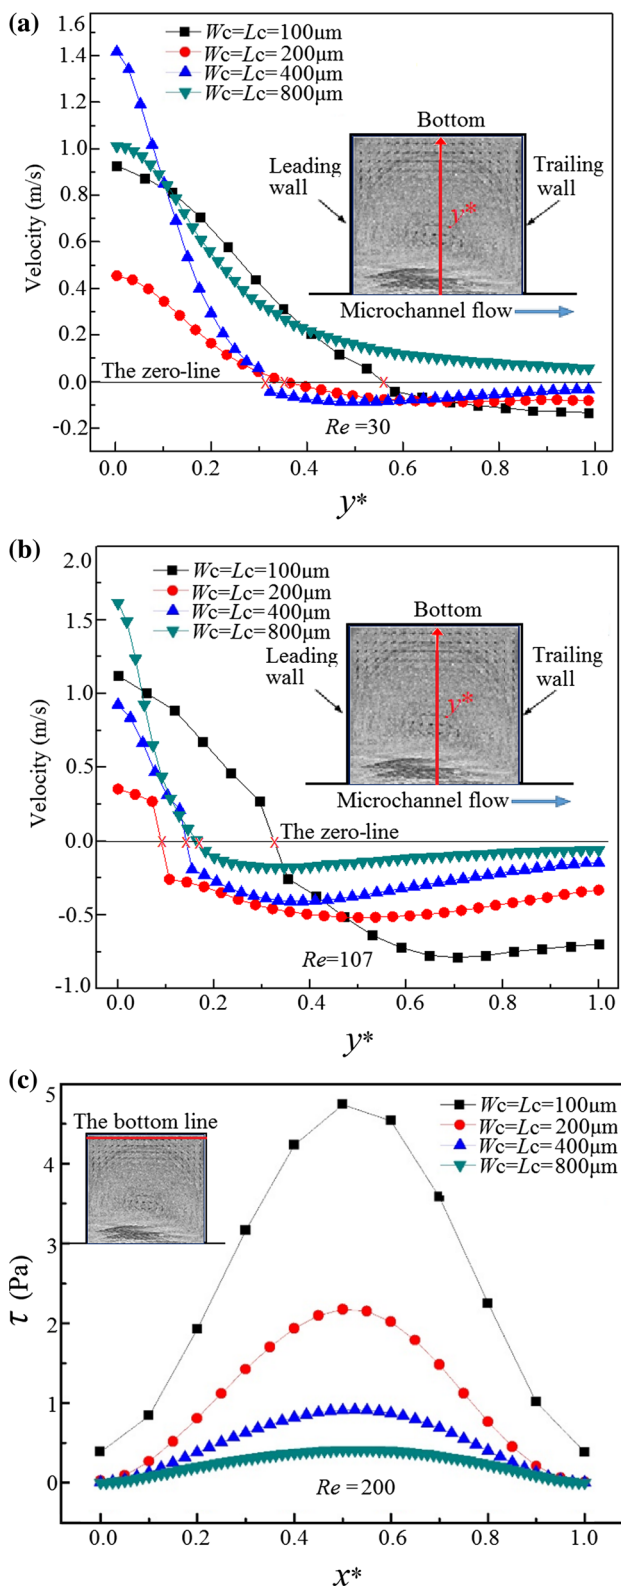 (a)
1.6
1.4
1.2
1.0
0.8
0.6
0.4
0.2
0.0
-0.2
Velocity (m/s)
Wc=Lc=100μm
Wc=Lc=200μm
Wc=Lc=400μm
Wc=Lc=800μm
Bottom
Leading
wall
Trailing
wall
y*
Microchannel flow
The zero-line
Re =30
0.0 0.2 0.4 0.6 0.8 1.0
y*
(b)
2.0
1.5
1.0
0.5
0.0
-0.5
-1.0
Velocity (m/s)
Wc=Lc=100μm
Wc=Lc=200μm
Wc=Lc=400μm
Wc=Lc=800μm
Bottom
Leading
wall
Trailing
wall
y*
Microchannel flow
The zero-line
Re=107
0.0 0.2 0.4 0.6 0.8 1.0
y*
(c)
5
4
3
2
1
0
τ (Pa)
The bottom line
Wc=Lc=100μm
Wc=Lc=200μm
Wc=Lc=400μm
Wc=Lc=800μm
Re =200
0.0 0.2 0.4 0.6 0.8 1.0
x*